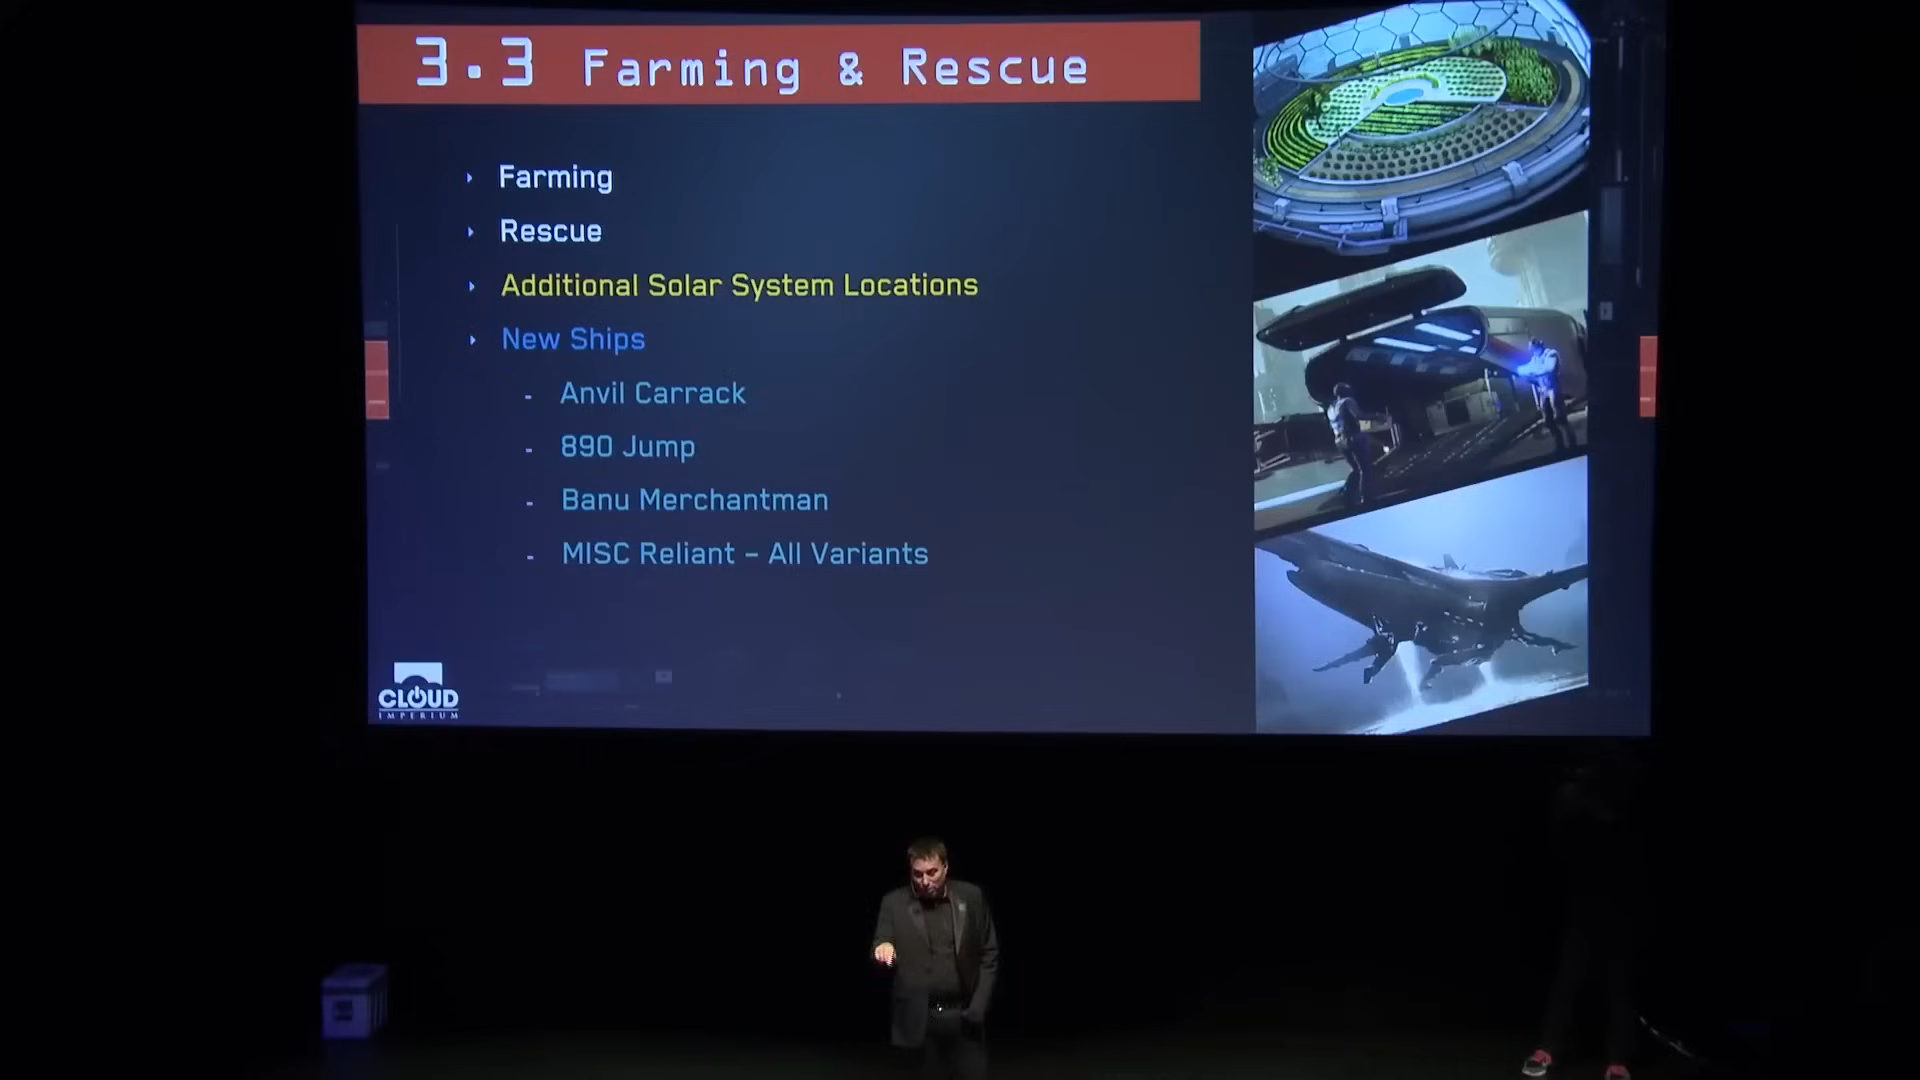 3.3 Farming & Rescue
Farming
Rescue
Additional Solar System Locations
New Ships
- Anvil Carrack
- 890 Jump
- Banu Merchantman
- MISC Reliant – All Variants
CLOUD
IMPERIUM